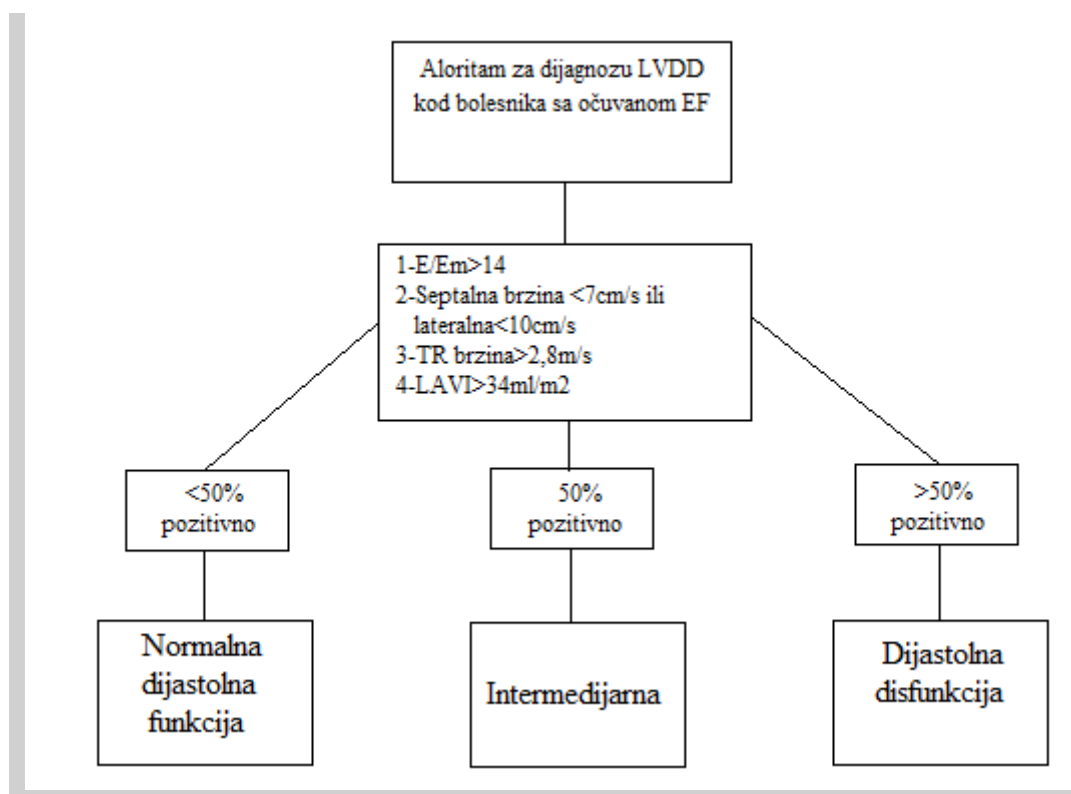 Aloritam za dijagnozu LVDD
kod bolesnika sa očuvanom EF
1-E/Em>14
2-Septalna brzina <7cm/s ili
lateralna<10cm/s
3-TR brzina>2,8m/s
4-LAVI>34ml/m2
<50%
pozitivno
50%
pozitivno
>50%
pozitivno
Normalna
dijastolna
funkcija
Intermedijarna
Dijastolna
disfunkcija